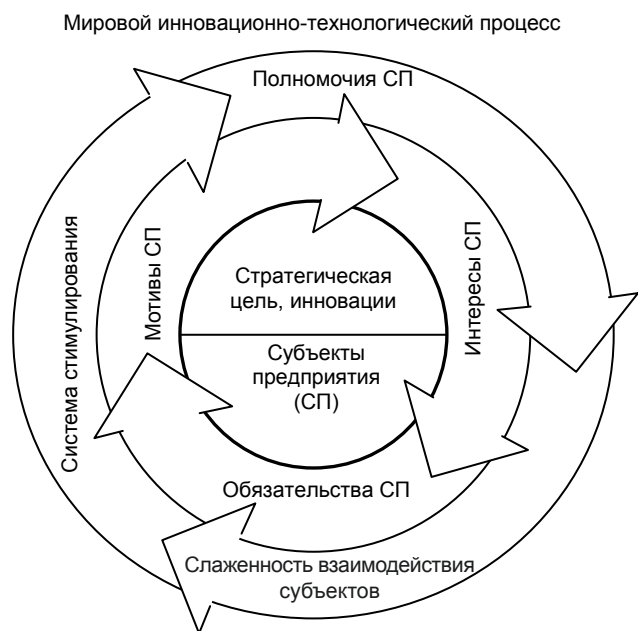 Мировой инновационно-технологический процесс
Полномочия СП
Система стимулирования
Мотивы СП
Стратегическая
цель, инновации
Интересы СП
Субъекты
предприятия
(СП)
Обязательства СП
Слаженность взаимодействия
субъектов